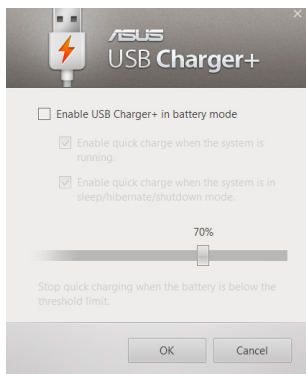 ASUS
USB Charger+
Enable USB Charger+ in battery mode
Enable quick charge when the system is
running.
Enable quick charge when the system is in
sleep/hibernate/shutdown mode.
70%
Stop quick charging when the battery is below the
threshold limit.
OK
Cancel